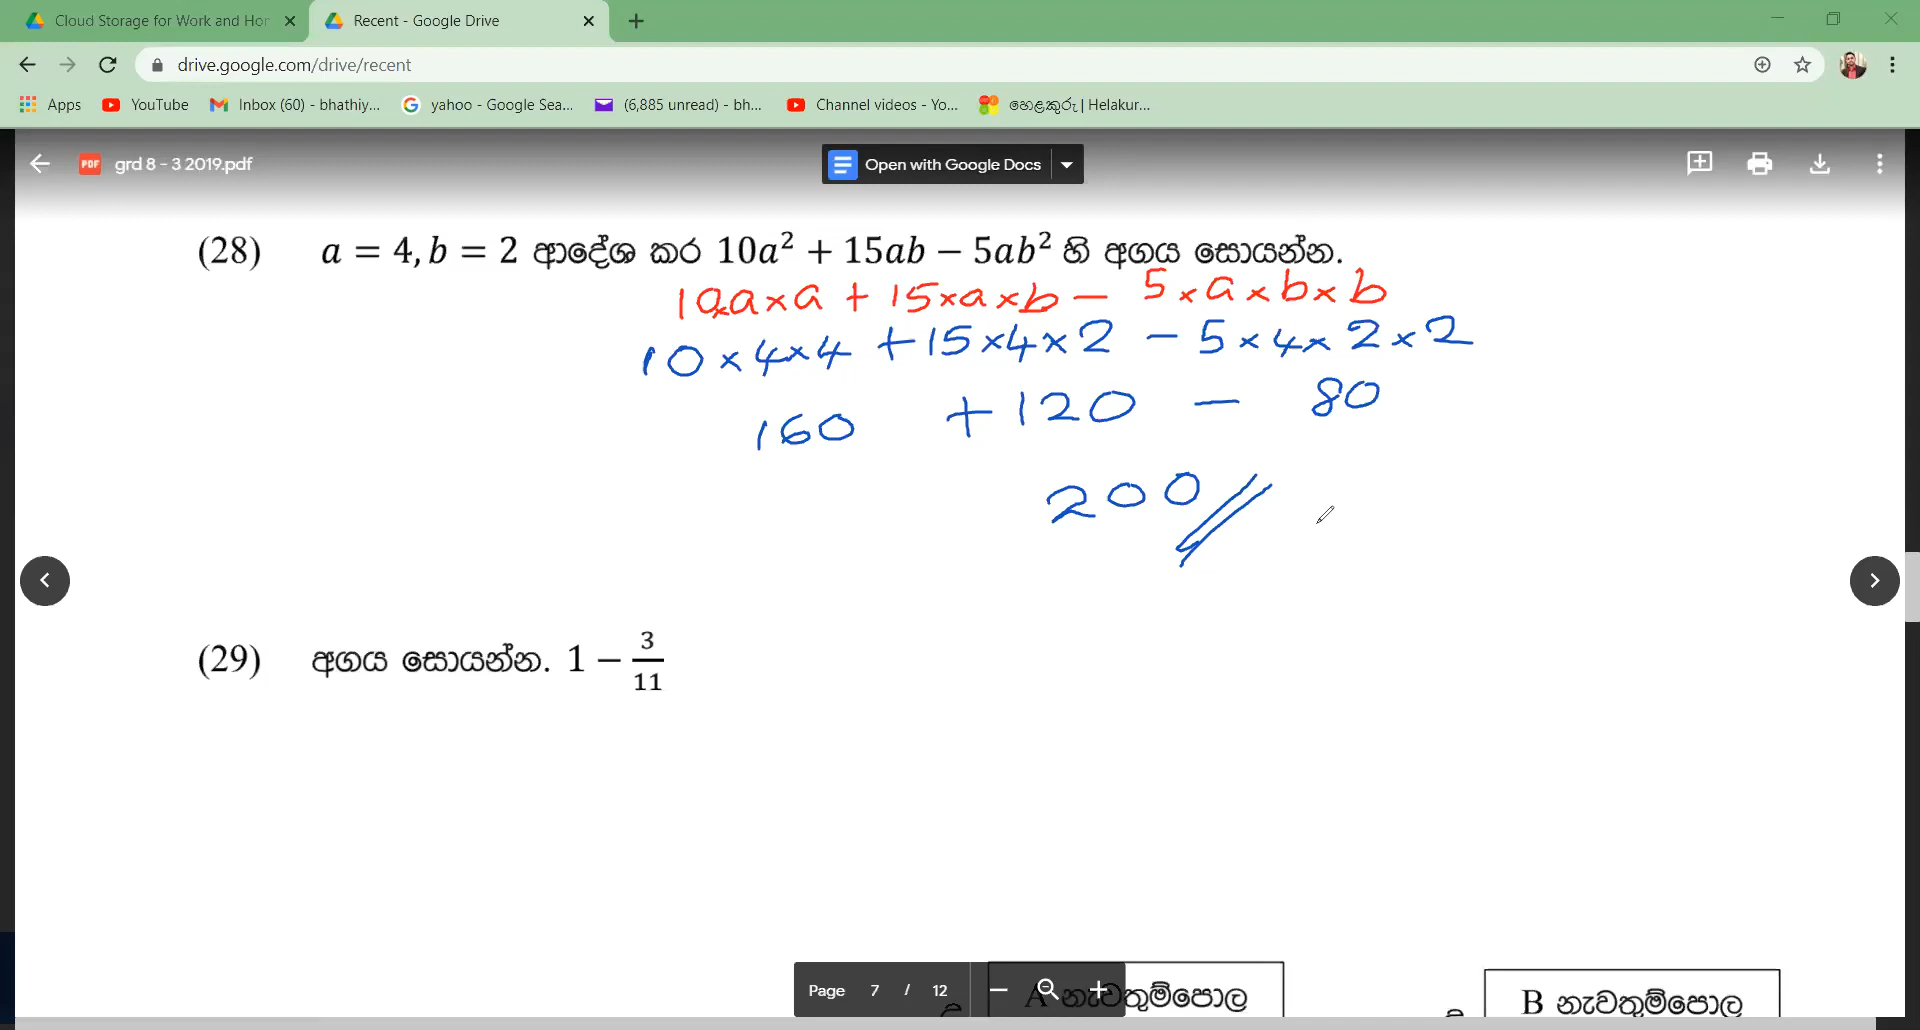 Cloud Storage for Work and Hor
Recent - Google Drive
drive.google.com/drive/recent
Apps YouTube Inbox (60) - bhathiy... yahoo - Google Sea... (6,885 unread) - bh... Channel videos - Yo... හෙළකුරු | Helakur...
PDF grd 8 - 3 2019.pdf
Open with Google Docs
(28) a = 4, b = 2 ආදේශ කර 10a² + 15ab − 5ab² හි අගය සොයන්න.
10×a×a + 15×a×b − 5×a×b×b
10×4×4 +15×4×2 − 5×4×2×2
160 +120 − 80
200
(29) අගය සොයන්න. 1 − 3/11
Page 7 / 12
A නැවතුම්පොල
B නැවතුම්පොල